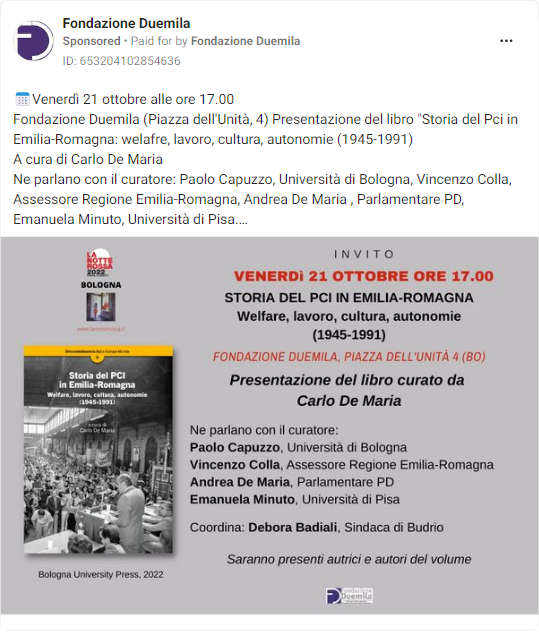 Fondazione Duemila
Sponsored • Paid for by Fondazione Duemila
ID: 653204102854636
Venerdì 21 ottobre alle ore 17.00
Fondazione Duemila (Piazza dell'Unità, 4) Presentazione del libro "Storia del Pci in
Emilia-Romagna: welafre, lavoro, cultura, autonomie (1945-1991)
A cura di Carlo De Maria
Ne parlano con il curatore: Paolo Capuzzo, Università di Bologna, Vincenzo Colla,
Assessore Regione Emilia-Romagna, Andrea De Maria , Parlamentare PD,
Emanuela Minuto, Università di Pisa....
LA
NOTTE
ROSSA
2022
BOLOGNA
www.lanotterossa.it
Storia del PCI
in Emilia-Romagna
Welfare, lavoro, cultura, autonomie
(1945-1991)
a cura di
Carlo De Maria
Bologna University Press, 2022
INVITO
VENERDì 21 OTTOBRE ORE 17.00
STORIA DEL PCI IN EMILIA-ROMAGNA
Welfare, lavoro, cultura, autonomie
(1945-1991)
FONDAZIONE DUEMILA, PIAZZA DELL'UNITÀ 4 (BO)
Presentazione del libro curato da
Carlo De Maria
Ne parlano con il curatore:
Paolo Capuzzo, Università di Bologna
Vincenzo Colla, Assessore Regione Emilia-Romagna
Andrea De Maria, Parlamentare PD
Emanuela Minuto, Università di Pisa
Coordina: Debora Badiali, Sindaca di Budrio
Saranno presenti autrici e autori del volume
Fondazione
Duemila